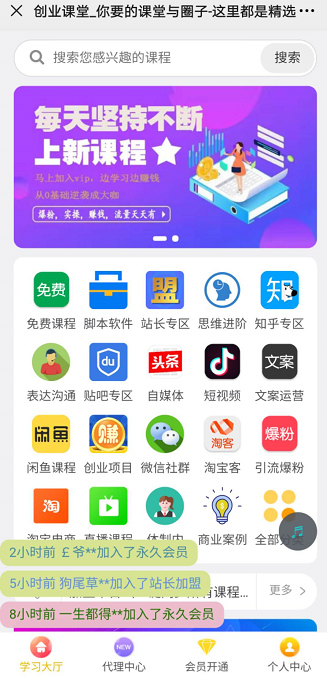 创业课堂_你要的课堂与圈子-这里都是精选
搜索您感兴趣的课程 搜索
每天坚持不断
上新课程
马上加入vip，边学习边赚钱
从0基础逆袭成大咖
爆粉，实操，赚钱，流量天天有
免费 盟 知
免费课程 脚本软件 站长专区 思维进阶 知乎专区
du 头条 文案
表达沟通 贴吧专区 自媒体 短视频 文案运营
闲鱼 赚 淘客 爆粉
闲鱼课程 创业项目 微信社群 淘宝客 引流爆粉
淘
淘宝电商 直播课程 体制内 商业案例 全部分类
2小时前 £爷**加入了永久会员
5小时前 狗尾草**加入了站长加盟
有课程... 更多
8小时前 一生都得**加入了永久会员
NEW
学习大厅 代理中心 会员开通 个人中心